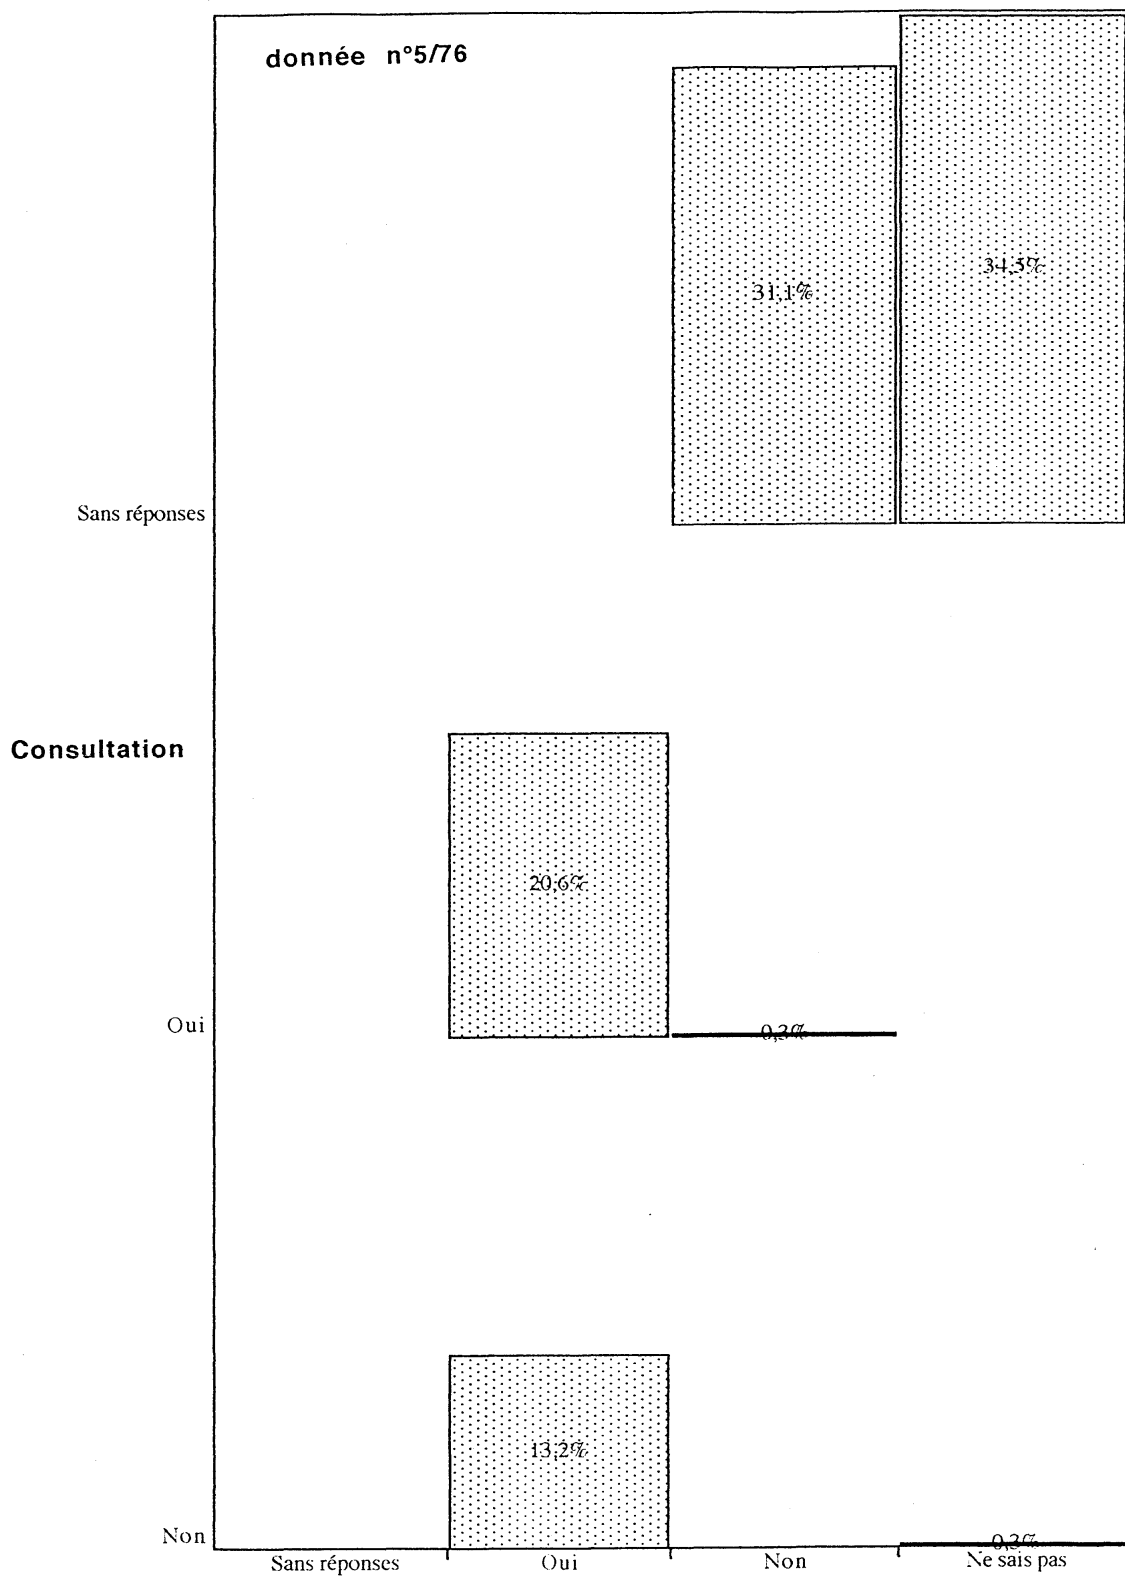 donnée n°5/76
34,5%
31,1%
Sans réponses
Consultation
20,6%
Oui
0,3%
13,2%
Non
0,3%
Sans réponses
Oui
Non
Ne sais pas